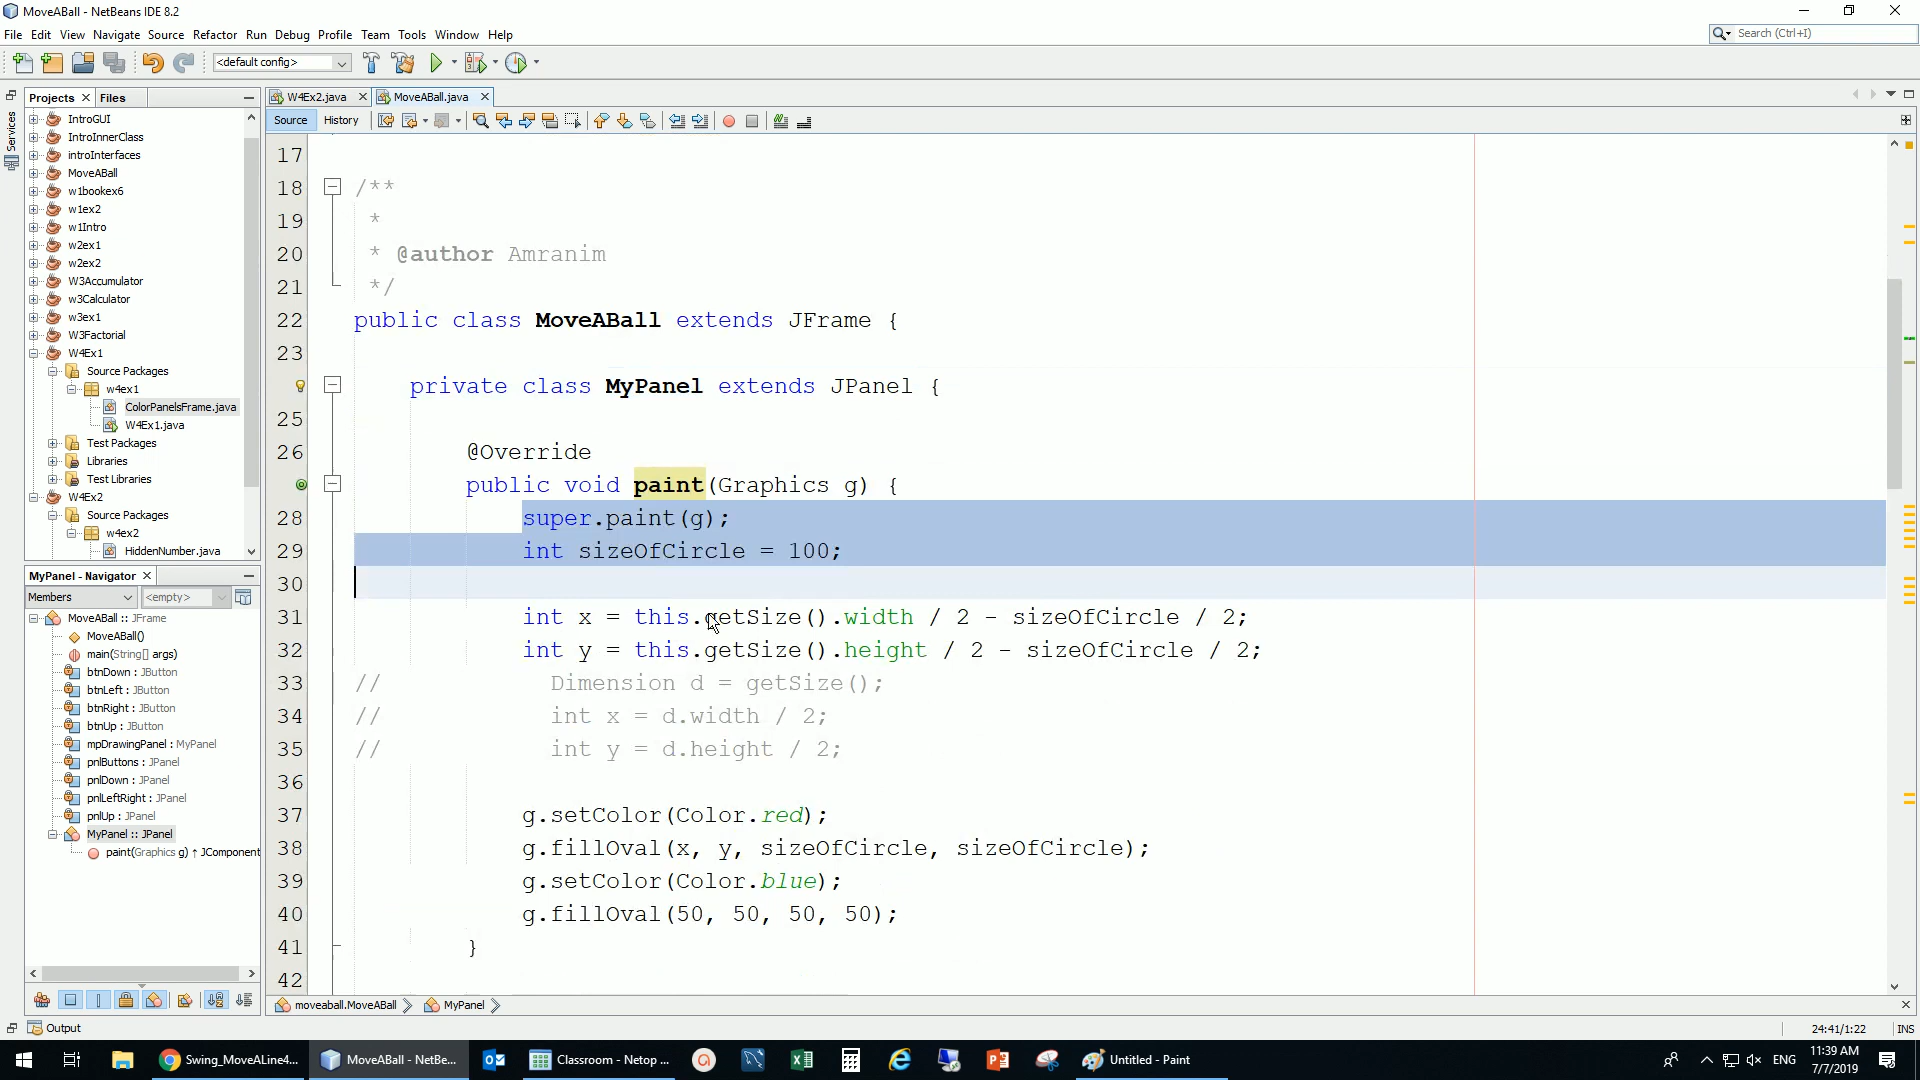 MoveABall - NetBeans IDE 8.2
File Edit View Navigate Source Refactor Run Debug Profile Team Tools Window Help
Search (Ctrl+I)
<default config>
Projects Files
W4Ex2.java MoveABall.java
Services
Source History
IntroGUI
IntroInnerClass
introInterfaces
MoveABall
w1bookex6
w1ex2
w1Intro
w2ex1
w2ex2
W3Accumulator
w3Calculator
w3ex1
W3Factorial
W4Ex1
Source Packages
w4ex1
ColorPanelsFrame.java
W4Ex1.java
Test Packages
Libraries
Test Libraries
W4Ex2
Source Packages
w4ex2
HiddenNumber.java
MyPanel - Navigator
Members <empty>
MoveABall :: JFrame
MoveABall()
main(String[] args)
btnDown : JButton
btnLeft : JButton
btnRight : JButton
btnUp : JButton
mpDrawingPanel : MyPanel
pnlButtons : JPanel
pnlDown : JPanel
pnlLeftRight : JPanel
pnlUp : JPanel
MyPanel :: JPanel
paint(Graphics g) ↑ JComponent
17
18 /**
19 *
20 * @author Amranim
21 */
22 public class MoveABall extends JFrame {
23
private class MyPanel extends JPanel {
25
26 @Override
public void paint(Graphics g) {
28 super.paint(g);
29 int sizeOfCircle = 100;
30
31 int x = this.getSize().width / 2 - sizeOfCircle / 2;
32 int y = this.getSize().height / 2 - sizeOfCircle / 2;
33 // Dimension d = getSize();
34 // int x = d.width / 2;
35 // int y = d.height / 2;
36
37 g.setColor(Color.red);
38 g.fillOval(x, y, sizeOfCircle, sizeOfCircle);
39 g.setColor(Color.blue);
40 g.fillOval(50, 50, 50, 50);
41 }
42
moveaball.MoveABall MyPanel
Output
24:41/1:22 INS
Swing_MoveALine4... MoveABall - NetBe... Classroom - Netop ... Untitled - Paint
ENG
11:39 AM
7/7/2019